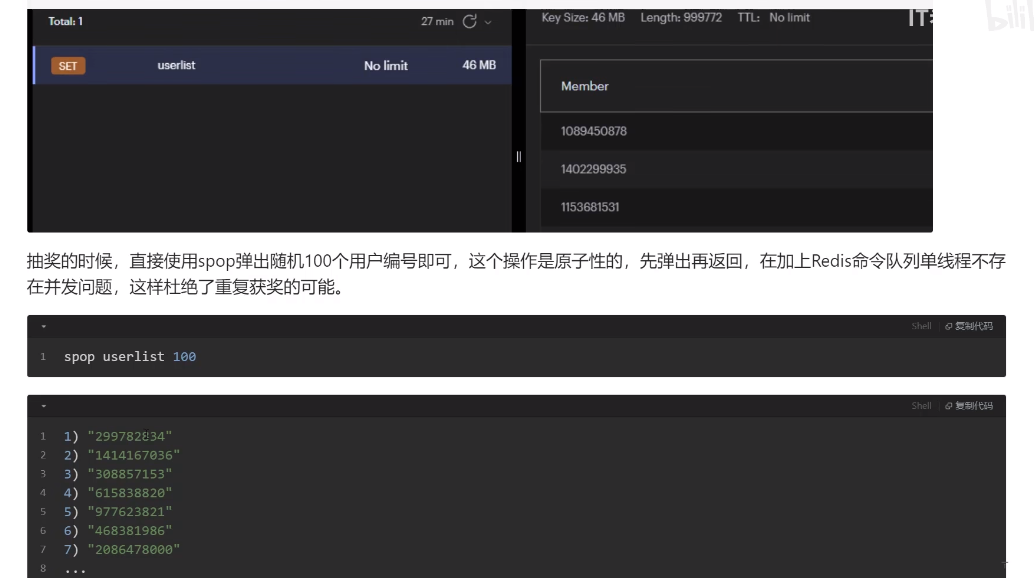 Total: 1
27 min
Key Size: 46 MB Length: 999772 TTL: No limit
SET userlist No limit 46 MB
Member
1089450878
1402299935
1153681531
抽奖的时候，直接使用spop弹出随机100个用户编号即可，这个操作是原子性的，先弹出再返回，在加上Redis命令队列单线程不存
在并发问题，这样杜绝了重复获奖的可能。
Shell 复制代码
1 spop userlist 100
Shell 复制代码
1 1) "299782834"
2 2) "1414167036"
3 3) "308857153"
4 4) "615838820"
5 5) "977623821"
6 6) "468381986"
7 7) "2086478000"
8 ...